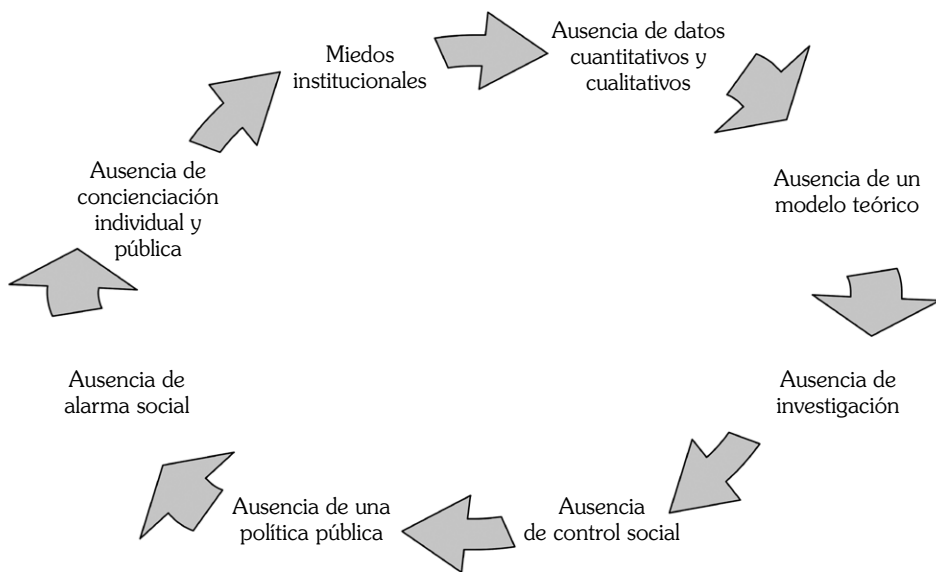 Miedos
institucionales
Ausencia de datos
cuantitativos y
cualitativos
Ausencia de un
modelo teórico
Ausencia de
investigación
Ausencia
de control social
Ausencia de una
política pública
Ausencia de
alarma social
Ausencia de
concienciación
individual y
pública